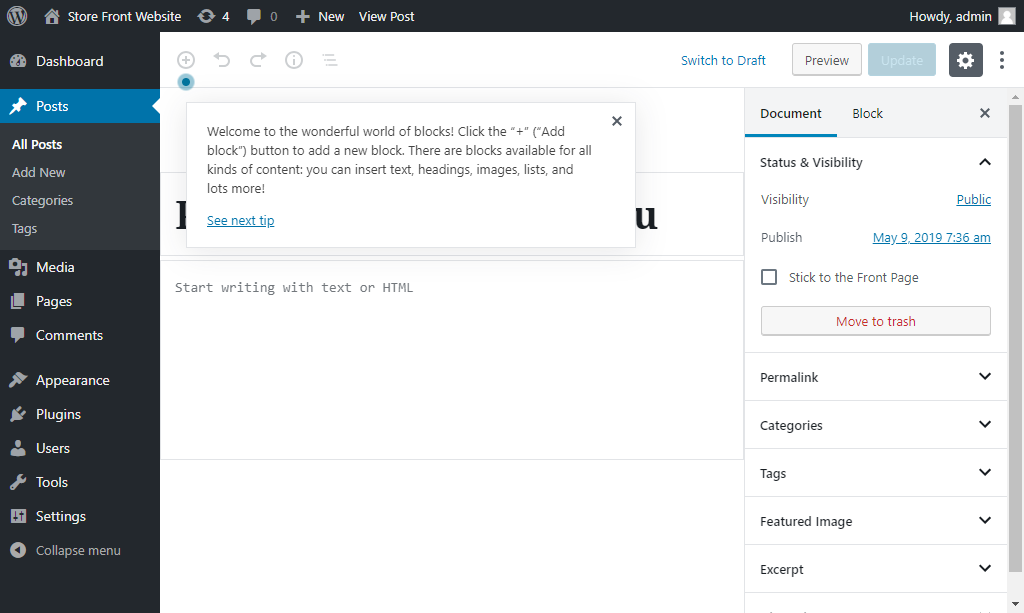 Store Front Website 4 0 New View Post Howdy, admin
Dashboard
Posts
All Posts
Add New
Categories
Tags
Media
Pages
Comments
Appearance
Plugins
Users
Tools
Settings
Collapse menu
Switch to Draft Preview Update
Welcome to the wonderful world of blocks! Click the “+” (“Add
block”) button to add a new block. There are blocks available for all
kinds of content: you can insert text, headings, images, lists, and
lots more!
See next tip
u
Start writing with text or HTML
Document Block
Status & Visibility
Visibility Public
Publish May 9, 2019 7:36 am
Stick to the Front Page
Move to trash
Permalink
Categories
Tags
Featured Image
Excerpt